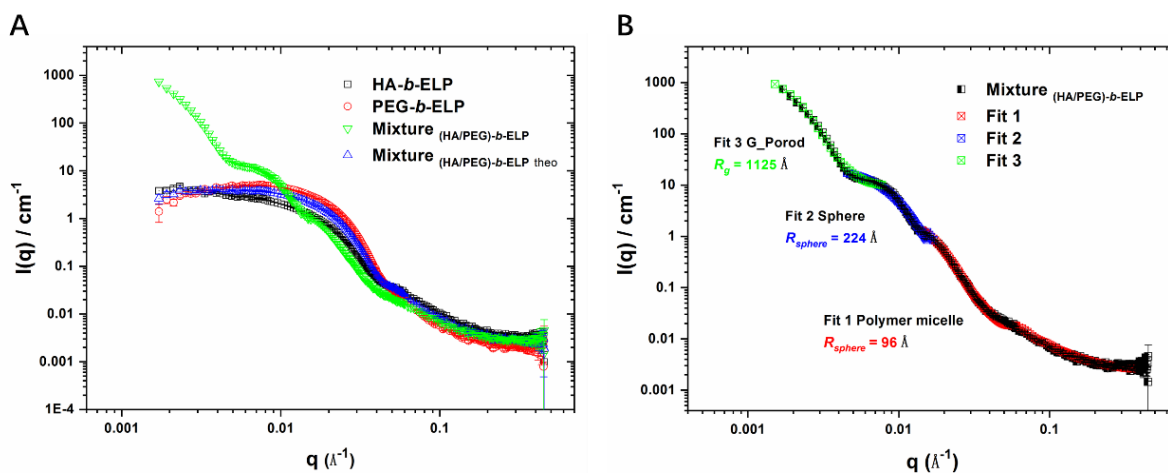 A
I(q) / cm⁻¹
1000
100
10
1
0.1
0.01
0.001
1E-4
HA-b-ELP
PEG-b-ELP
Mixture (HA/PEG)-b-ELP
Mixture (HA/PEG)-b-ELP theo
0.001 0.01 0.1
q (Å⁻¹)
B
I(q) / cm⁻¹
1000
100
10
1
0.1
0.01
0.001
Mixture (HA/PEG)-b-ELP
Fit 1
Fit 2
Fit 3
Fit 3 G_Porod
Rg = 1125 Å
Fit 2 Sphere
Rsphere = 224 Å
Fit 1 Polymer micelle
Rsphere = 96 Å
0.001 0.01 0.1
q (Å⁻¹)